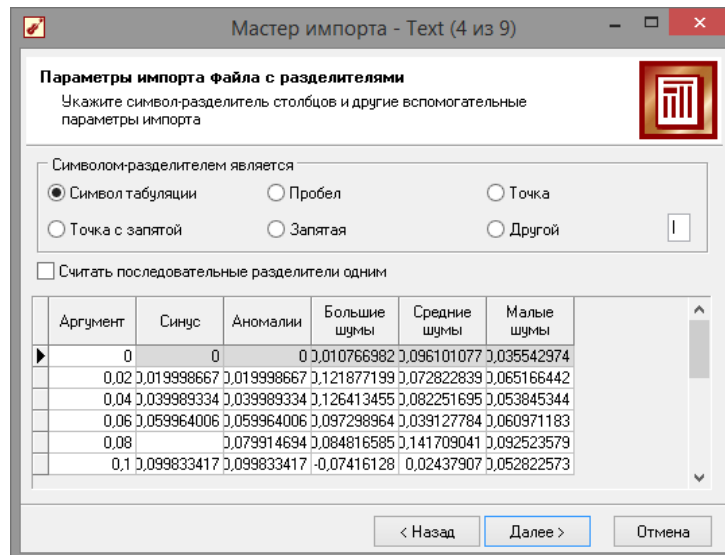 Мастер импорта - Text (4 из 9)
Параметры импорта файла с разделителями
Укажите символ-разделитель столбцов и другие вспомогательные
параметры импорта
Символом-разделителем является
Символ табуляции Пробел Точка
Точка с запятой Запятая Другой |
Считать последовательные разделители одним
Аргумент Синус Аномалии Большие шумы Средние шумы Малые шумы
0 0 0 0,010766982 0,096101077 0,035542974
0,02 0,019998667 0,019998667 0,121877199 0,072822839 0,065166442
0,04 0,039989334 0,039989334 0,126413455 0,082251695 0,053845344
0,06 0,059964006 0,059964006 0,097298964 0,039127784 0,060971183
0,08 0,079914694 0,084816585 0,141709041 0,092523579
0,1 0,099833417 0,099833417 -0,07416128 0,02437907 0,052822573
< Назад Далее > Отмена